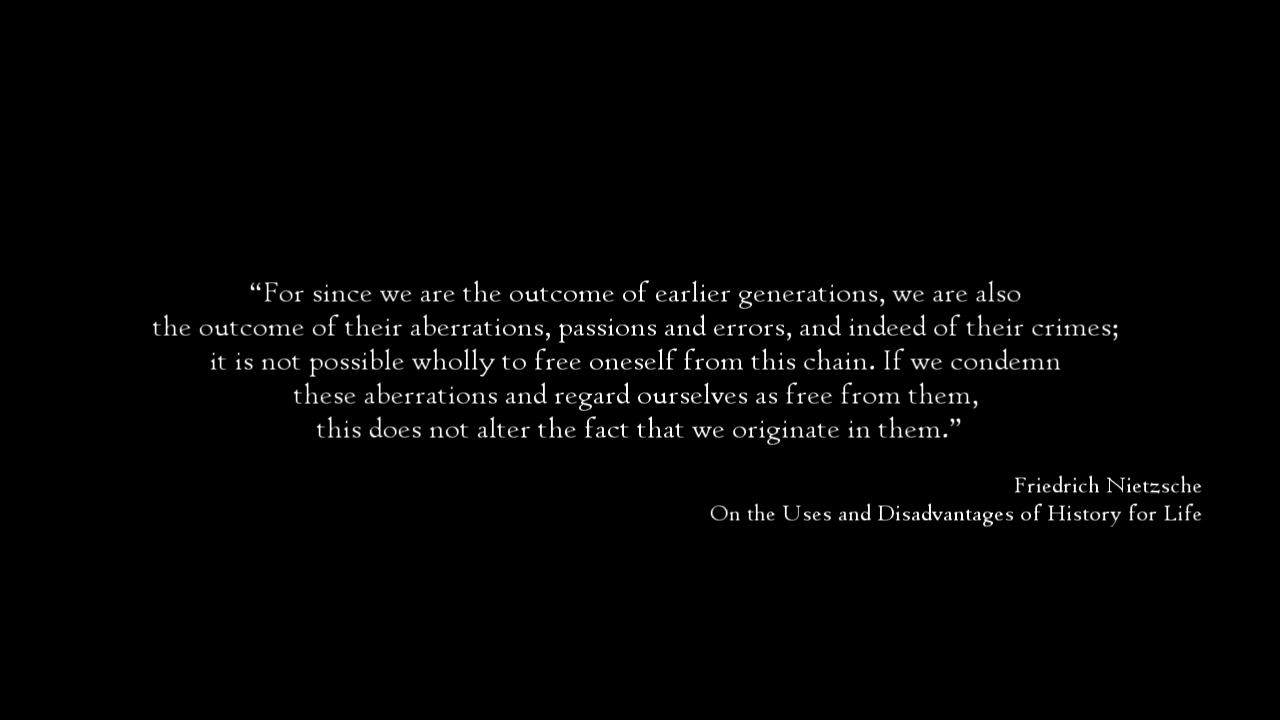 “For since we are the outcome of earlier generations, we are also
the outcome of their aberrations, passions and errors, and indeed of their crimes;
it is not possible wholly to free oneself from this chain. If we condemn
these aberrations and regard ourselves as free from them,
this does not alter the fact that we originate in them.”
Friedrich Nietzsche
On the Uses and Disadvantages of History for Life